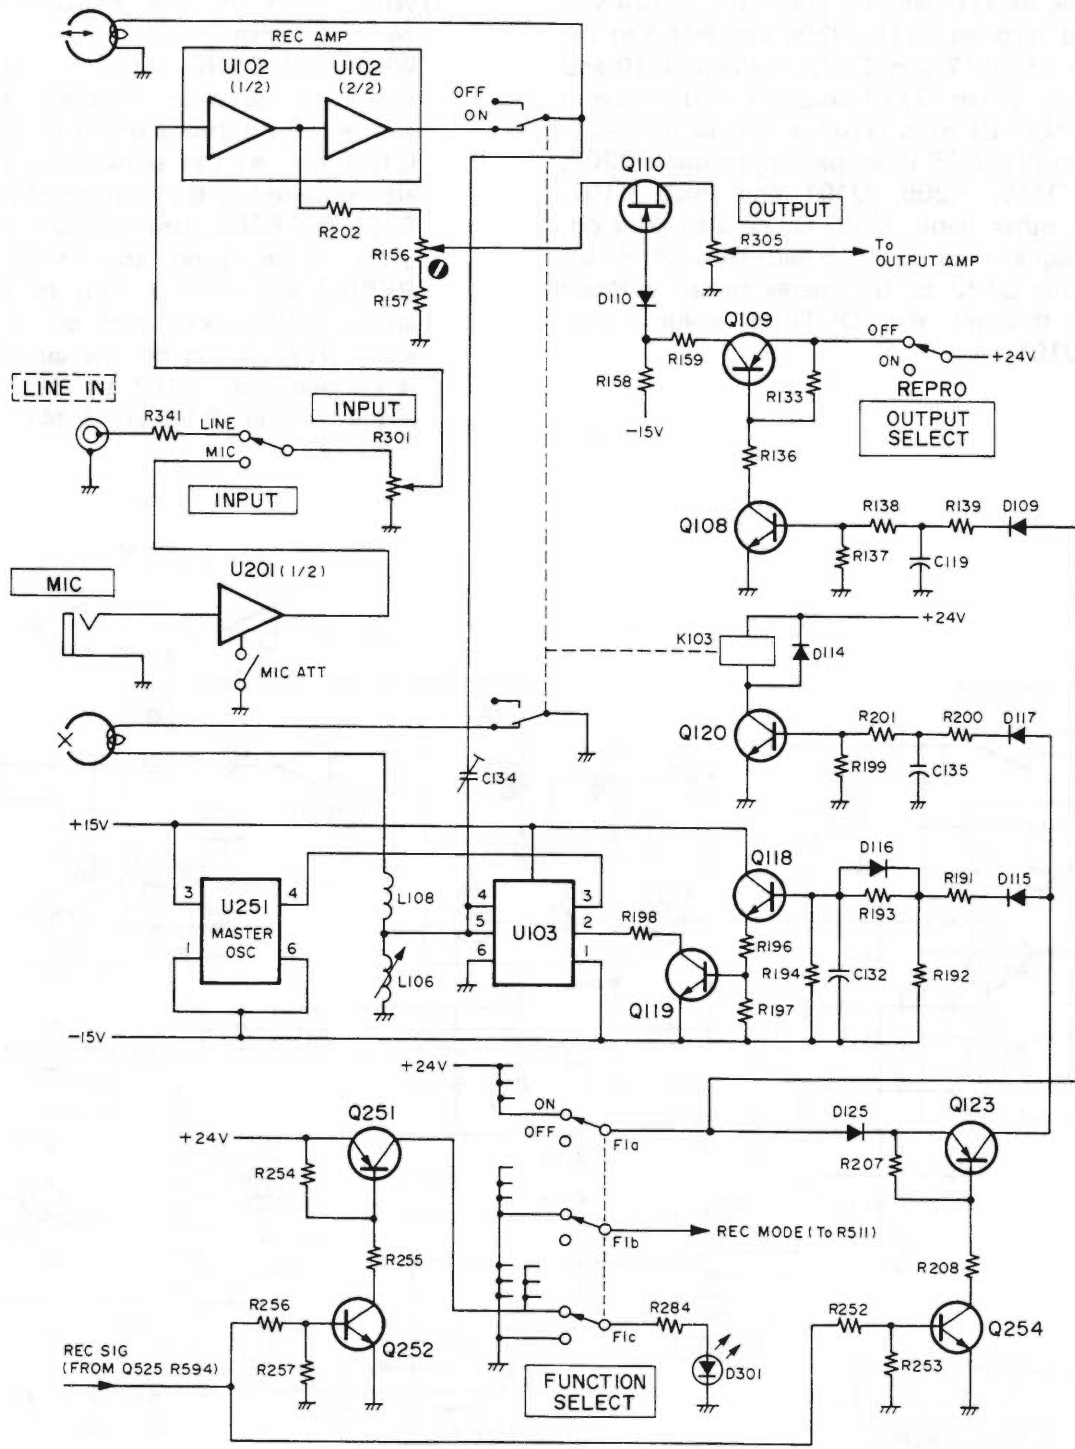 REC AMP
U102
(1/2)
U102
(2/2)
OFF
ON
R202
R156
R157
Q110
OUTPUT
R305
To
OUTPUT AMP
D110
Q109
R159
R158
-15V
R133
OFF
ON
+24V
REPRO
OUTPUT
SELECT
R136
LINE IN
R341
LINE
MIC
INPUT
R301
INPUT
Q108
R138
R139
D109
R137
C119
MIC
U201(1/2)
MIC ATT
+24V
K103
D114
Q120
R201
R200
D117
R199
C135
C134
+15V
3
4
U251
MASTER
OSC
1
6
L108
L106
4
5
6
U103
3
2
1
R198
Q118
D116
R193
R191
D115
R196
R194
C132
R192
Q119
R197
-15V
+24V
ON
OFF
F1a
D125
Q123
R207
Q251
+24V
R254
R255
F1b
REC MODE (To R511)
R208
R256
R257
Q252
F1c
R284
D301
R252
R253
Q254
REC SIG
(FROM Q525 R594)
FUNCTION
SELECT